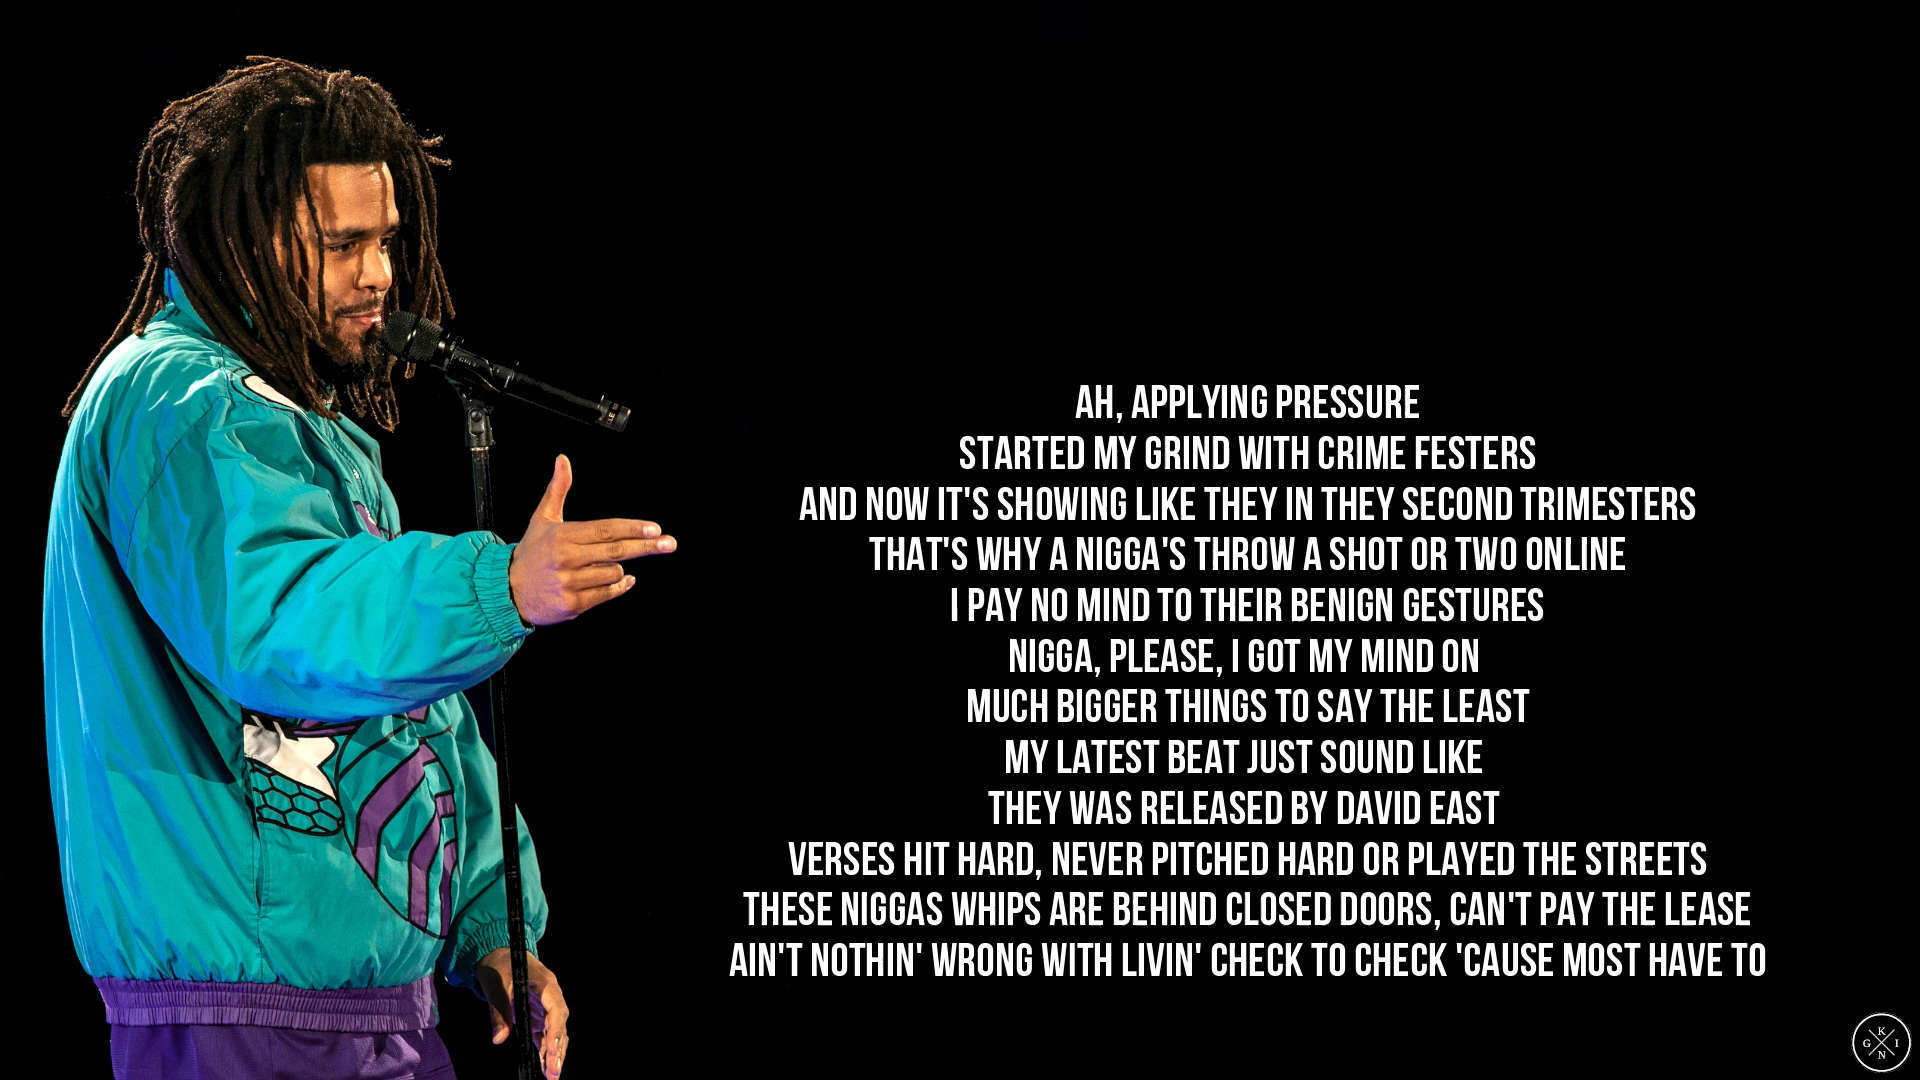 AH, APPLYING PRESSURE
STARTED MY GRIND WITH CRIME FESTERS
AND NOW IT'S SHOWING LIKE THEY IN THEY SECOND TRIMESTERS
THAT'S WHY A NIGGA'S THROW A SHOT OR TWO ONLINE
I PAY NO MIND TO THEIR BENIGN GESTURES
NIGGA, PLEASE, I GOT MY MIND ON
MUCH BIGGER THINGS TO SAY THE LEAST
MY LATEST BEAT JUST SOUND LIKE
THEY WAS RELEASED BY DAVID EAST
VERSES HIT HARD, NEVER PITCHED HARD OR PLAYED THE STREETS
THESE NIGGAS WHIPS ARE BEHIND CLOSED DOORS, CAN'T PAY THE LEASE
AIN'T NOTHIN' WRONG WITH LIVIN' CHECK TO CHECK 'CAUSE MOST HAVE TO
K
G I
N